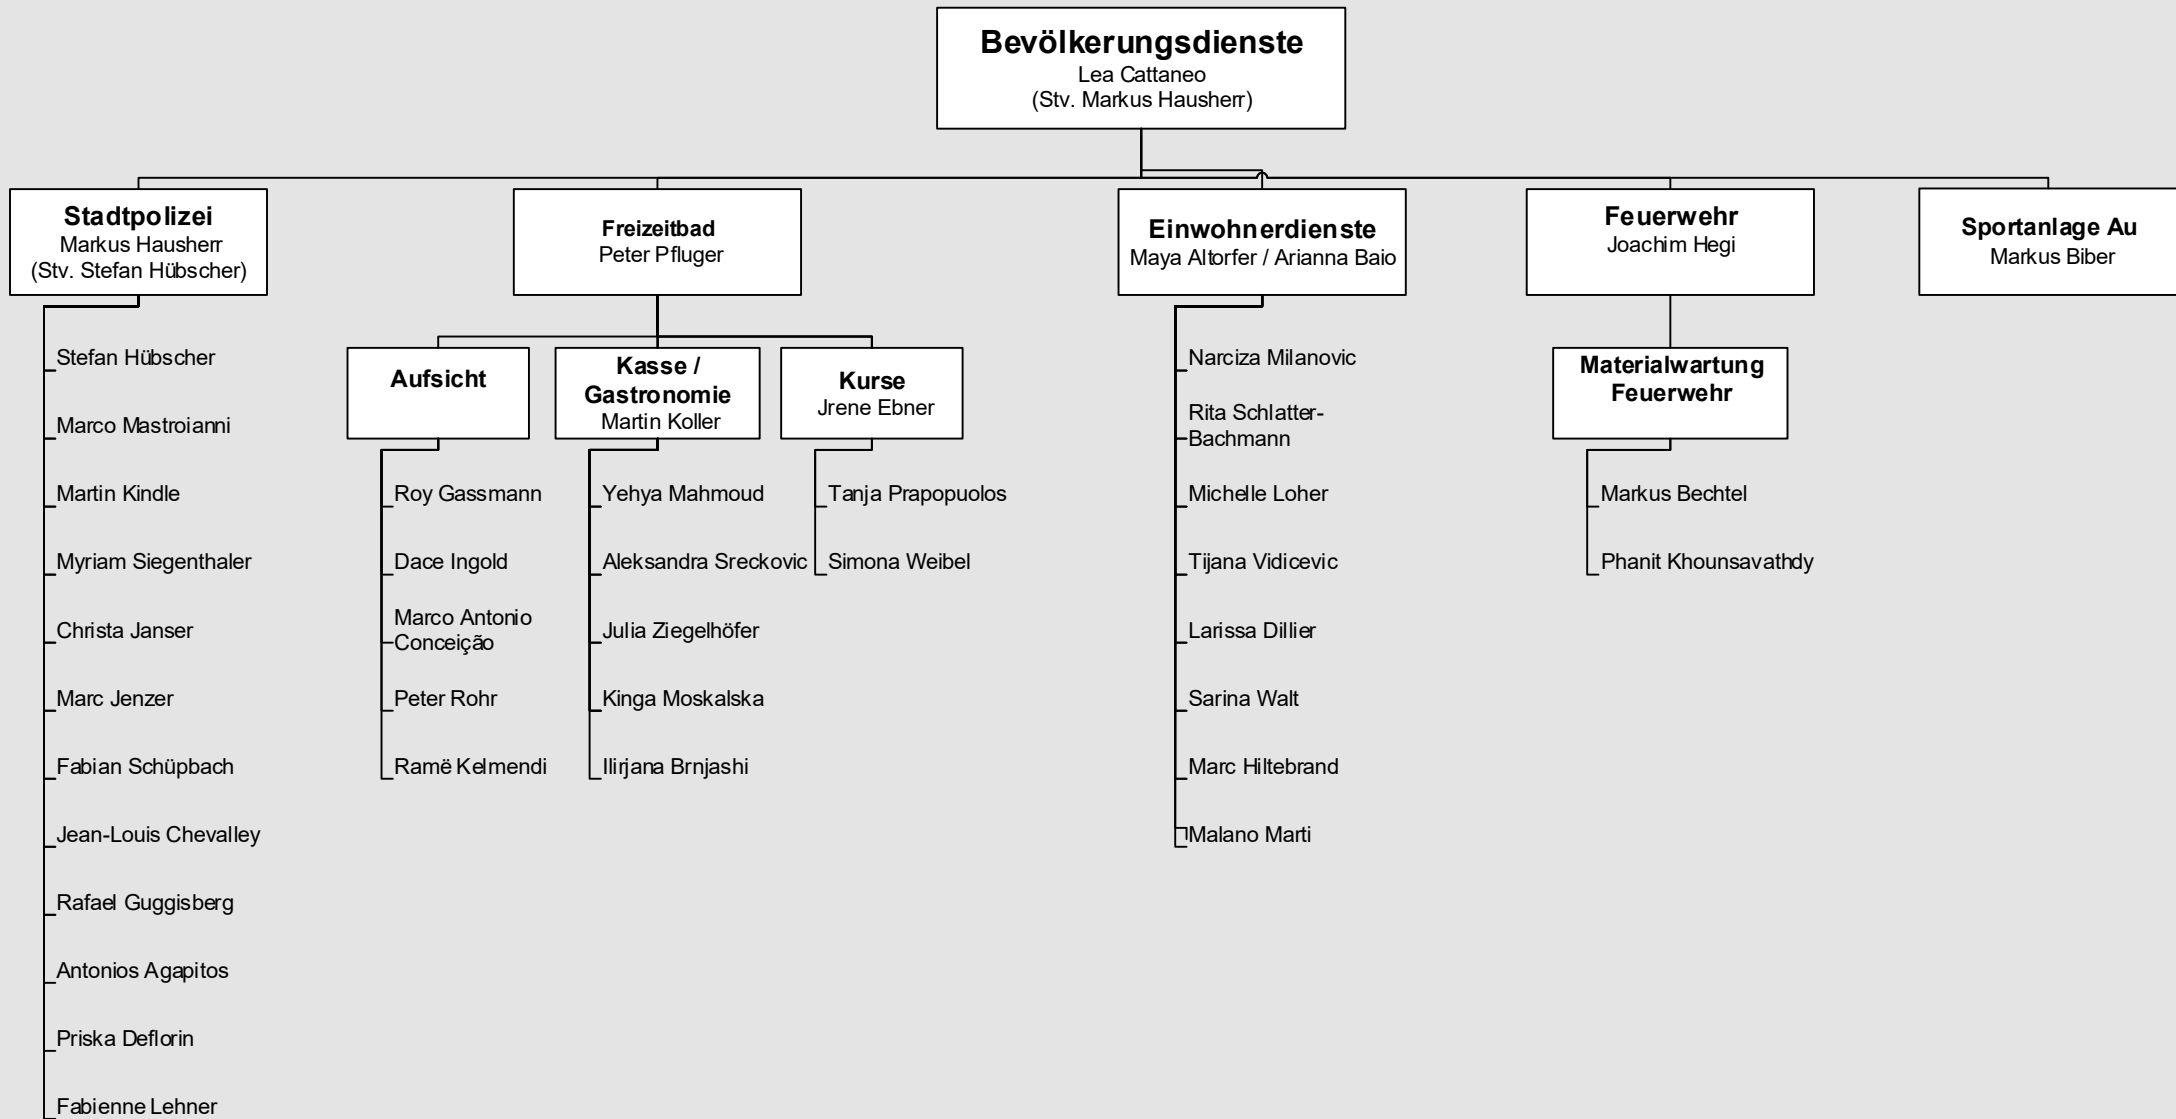 Bevölkerungsdienste
Lea Cattaneo
(Stv. Markus Hausherr)
Stadtpolizei
Markus Hausherr
(Stv. Stefan Hübscher)
Stefan Hübscher
Marco Mastroianni
Martin Kindle
Myriam Siegenthaler
Christa Janser
Marc Jenzer
Fabian Schüpbach
Jean-Louis Chevalley
Rafael Guggisberg
Antonios Agapitos
Priska Deflorin
Fabienne Lehner
Freizeitbad
Peter Pfluger
Aufsicht
Roy Gassmann
Dace Ingold
Marco Antonio
Conceição
Peter Rohr
Ramë Kelmendi
Kasse /
Gastronomie
Martin Koller
Yehya Mahmoud
Aleksandra Sreckovic
Julia Ziegelhöfer
Kinga Moskalska
Ilirjana Brnjashi
Kurse
Jrene Ebner
Tanja Prapopuolos
Simona Weibel
Einwohnerdienste
Maya Altorfer / Arianna Baio
Narciza Milanovic
Rita Schlatter-
Bachmann
Michelle Loher
Tijana Vidicevic
Larissa Dillier
Sarina Walt
Marc Hiltebrand
Malano Marti
Feuerwehr
Joachim Hegi
Materialwartung
Feuerwehr
Markus Bechtel
Phanit Khounsavathdy
Sportanlage Au
Markus Biber